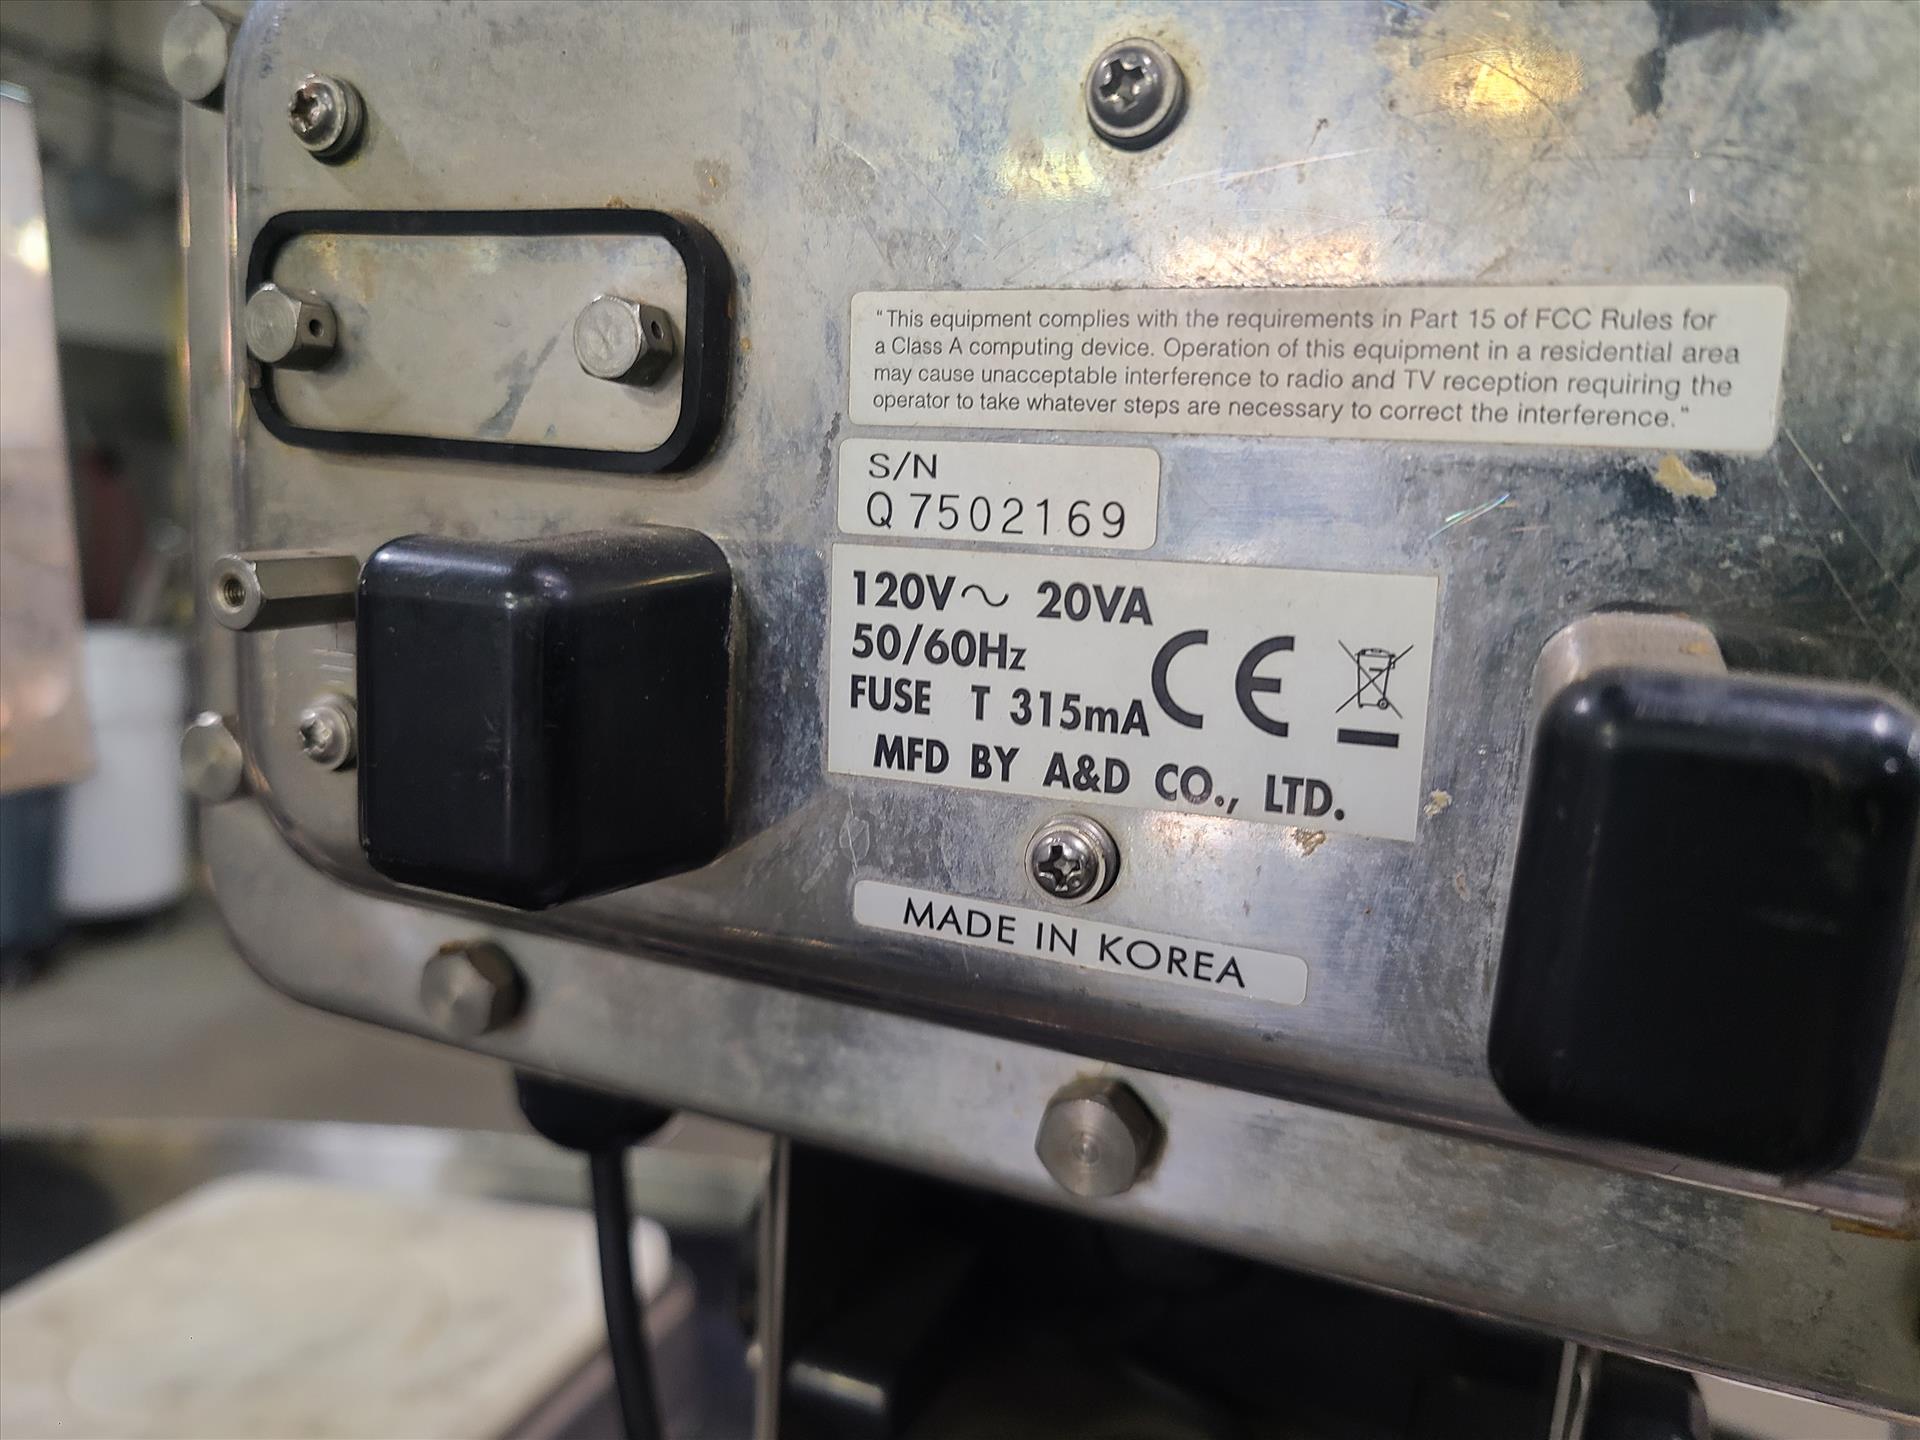 "This equipment complies with the requirements in Part 15 of FCC Rules for
a Class A computing device. Operation of this equipment in a residential area
may cause unacceptable interference to radio and TV reception requiring the
operator to take whatever steps are necessary to correct the interference."
S/N
Q7502169
120V~ 20VA
50/60Hz
FUSE T 315mA
CE
MFD BY A&D CO., LTD.
MADE IN KOREA